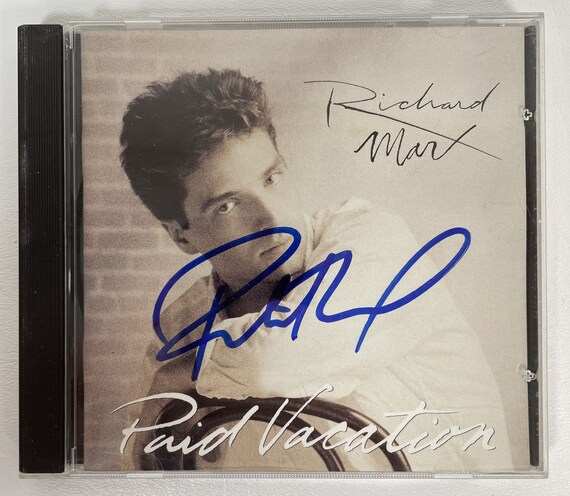 Richard
Marx
Paid Vacation